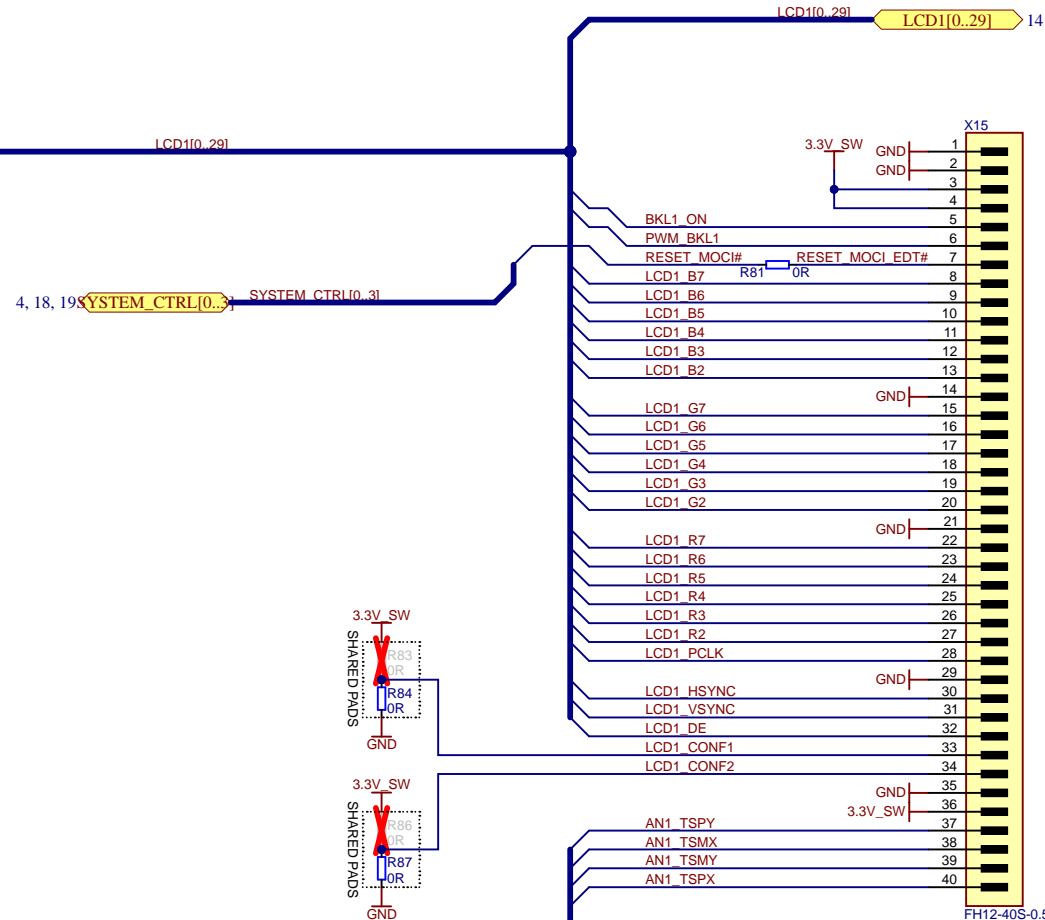 LCD1[0..29]
LCD1[0..29] 14
X15
LCD1[0..29]
3.3V_SW
GND 1
GND 2
3
4
BKL1_ON 5
PWM_BKL1 6
RESET_MOCI# R81 0R RESET_MOCI_EDT# 7
LCD1_B7 8
4, 18, 19 SYSTEM_CTRL[0..3] SYSTEM_CTRL[0..3]
LCD1_B6 9
LCD1_B5 10
LCD1_B4 11
LCD1_B3 12
LCD1_B2 13
GND 14
LCD1_G7 15
LCD1_G6 16
LCD1_G5 17
LCD1_G4 18
LCD1_G3 19
LCD1_G2 20
GND 21
LCD1_R7 22
LCD1_R6 23
LCD1_R5 24
LCD1_R4 25
LCD1_R3 26
LCD1_R2 27
LCD1_PCLK 28
GND 29
LCD1_HSYNC 30
LCD1_VSYNC 31
LCD1_DE 32
LCD1_CONF1 33
LCD1_CONF2 34
GND 35
3.3V_SW 36
AN1_TSPY 37
AN1_TSMX 38
AN1_TSMY 39
AN1_TSPX 40
FH12-40S-0.5
3.3V_SW
SHARED PADS
R83
0R
R84
0R
GND
3.3V_SW
SHARED PADS
R86
0R
R87
0R
GND